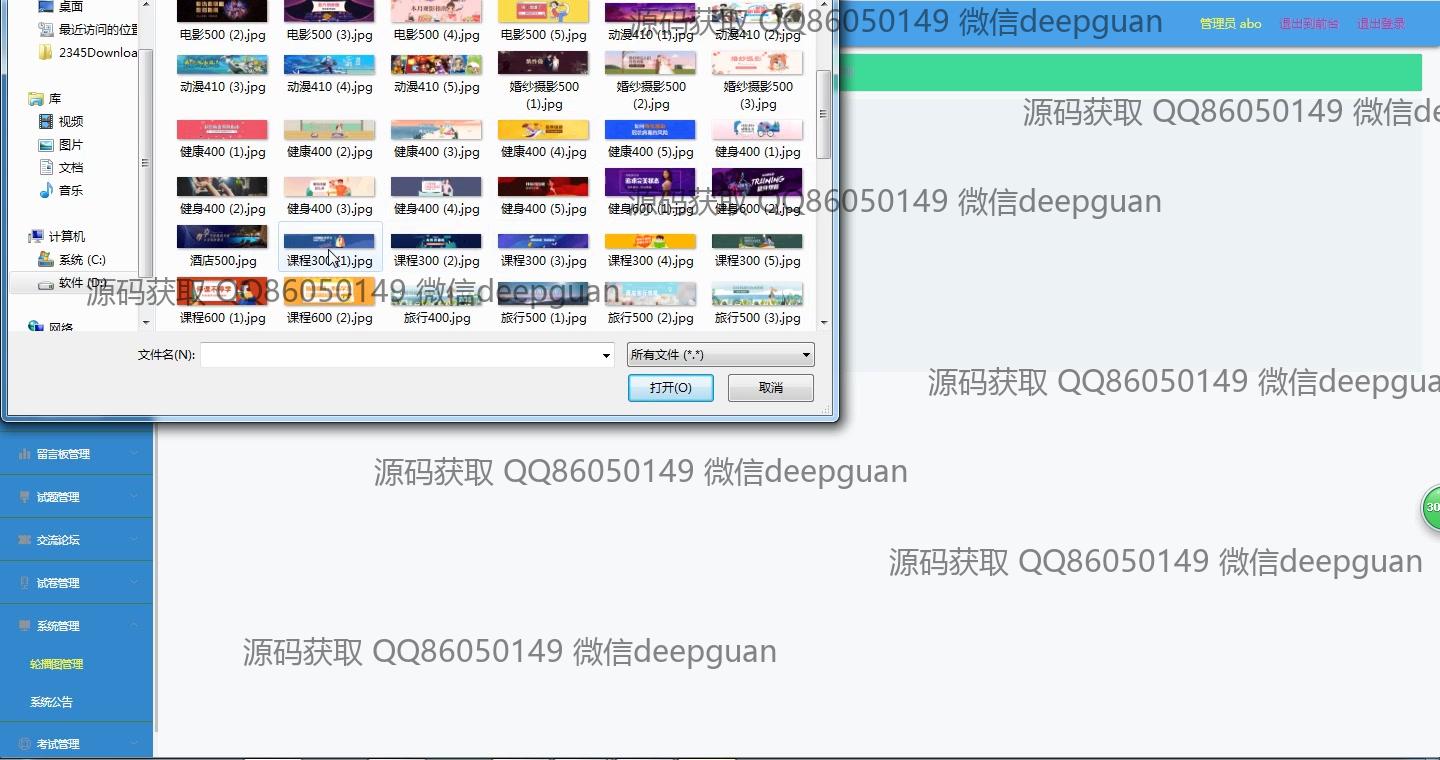 桌面
最近访问的位置
2345Downloa
库
视频
图片
文档
音乐
计算机
系统 (C:)
软件 (D:)
网络
电影500 (2).jpg
电影500 (3).jpg
电影500 (4).jpg
电影500 (5).jpg
动漫410 (1).jpg
动漫410 (2).jpg
动漫410 (3).jpg
动漫410 (4).jpg
动漫410 (5).jpg
婚纱摄影500
(1).jpg
婚纱摄影500
(2).jpg
婚纱摄影500
(3).jpg
健康400 (1).jpg
健康400 (2).jpg
健康400 (3).jpg
健康400 (4).jpg
健康400 (5).jpg
健身400 (1).jpg
健身400 (2).jpg
健身400 (3).jpg
健身400 (4).jpg
健身400 (5).jpg
健身600 (1).jpg
健身600 (2).jpg
酒店500.jpg
课程300 (1).jpg
课程300 (2).jpg
课程300 (3).jpg
课程300 (4).jpg
课程300 (5).jpg
课程600 (1).jpg
课程600 (2).jpg
旅行400.jpg
旅行500 (1).jpg
旅行500 (2).jpg
旅行500 (3).jpg
文件名(N):
所有文件 (*.*)
打开(O)
取消
管理员 abo
退出到前台
退出登录
留言板管理
试题管理
交流论坛
试卷管理
系统管理
轮播图管理
系统公告
考试管理
30
源码获取 QQ86050149 微信deepguan
源码获取 QQ86050149 微信de
源码获取 QQ86050149 微信deepguan
源码获取 QQ86050149 微信deepguan
源码获取 QQ86050149 微信deepgua
源码获取 QQ86050149 微信deepguan
源码获取 QQ86050149 微信deepguan
源码获取 QQ86050149 微信deepguan